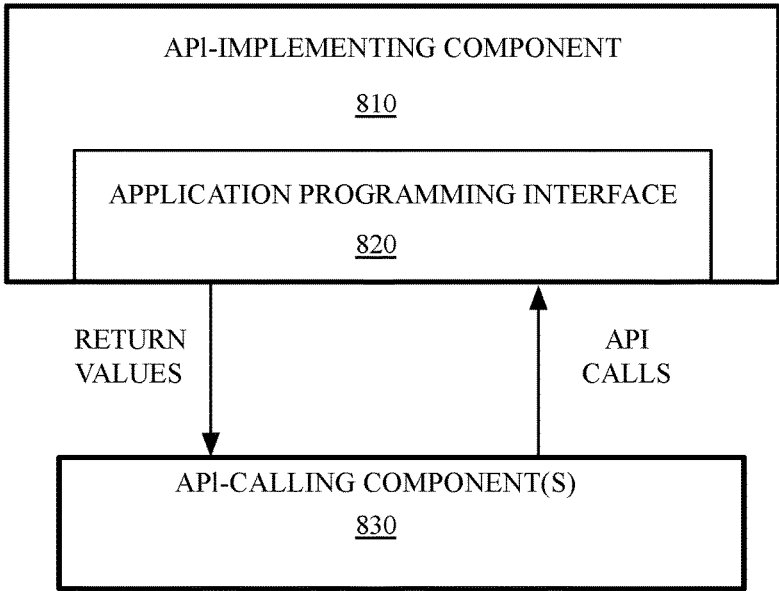 API-IMPLEMENTING COMPONENT
810
APPLICATION PROGRAMMING INTERFACE
820
RETURN
VALUES
API
CALLS
API-CALLING COMPONENT(S)
830